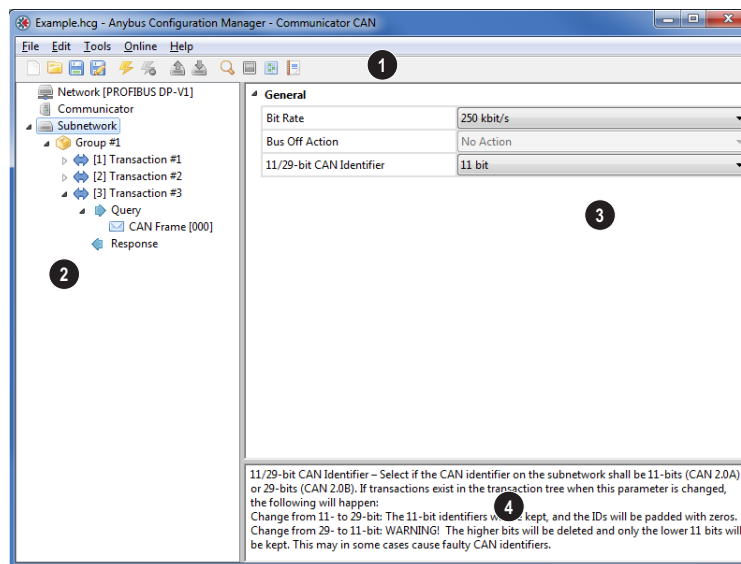 Example.hcg - Anybus Configuration Manager - Communicator CAN
File Edit Tools Online Help
1
Network [PROFIBUS DP-V1]
Communicator
Subnetwork
Group #1
[1] Transaction #1
[2] Transaction #2
[3] Transaction #3
Query
CAN Frame [000]
Response
2
General
Bit Rate 250 kbit/s
Bus Off Action No Action
11/29-bit CAN Identifier 11 bit
3
11/29-bit CAN Identifier – Select if the CAN identifier on the subnetwork shall be 11-bits (CAN 2.0A)
or 29-bits (CAN 2.0B). If transactions exist in the transaction tree when this parameter is changed,
the following will happen:
Change from 11- to 29-bit: The 11-bit identifiers kept, and the IDs will be padded with zeros.
Change from 29- to 11-bit: WARNING! The higher bits will be deleted and only the lower 11 bits will
be kept. This may in some cases cause faulty CAN identifiers.
4